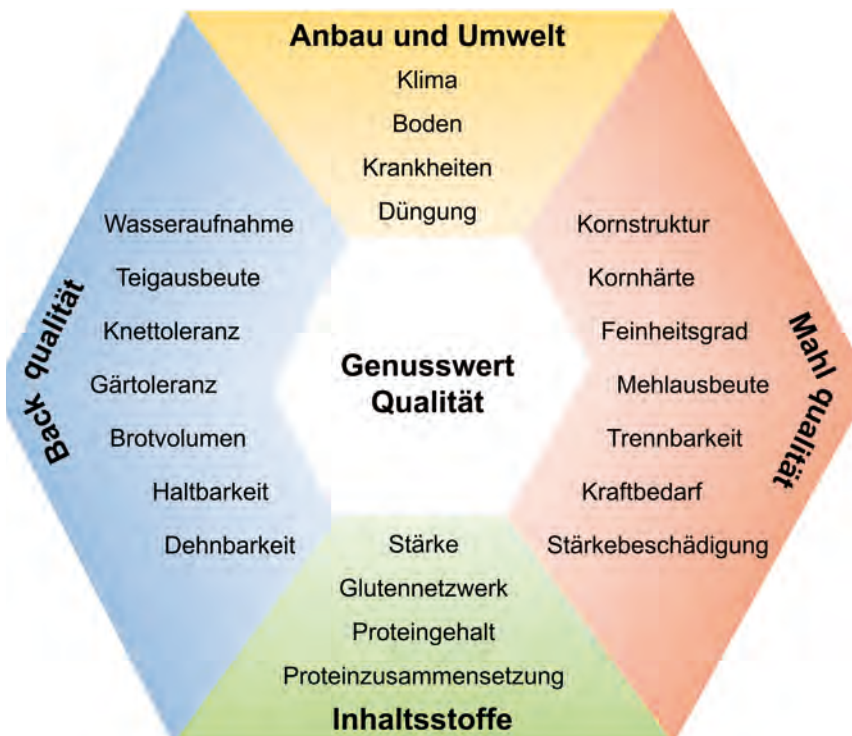 Anbau und Umwelt
Klima
Boden
Krankheiten
Düngung
Back qualität
Wasseraufnahme
Teigausbeute
Knettoleranz
Gärtoleranz
Brotvolumen
Haltbarkeit
Dehnbarkeit
Genusswert
Qualität
Kornstruktur
Kornhärte
Feinheitsgrad
Mehlausbeute
Trennbarkeit
Kraftbedarf
Stärkebeschädigung
Mahl qualität
Stärke
Glutennetzwerk
Proteingehalt
Proteinzusammensetzung
Inhaltsstoffe